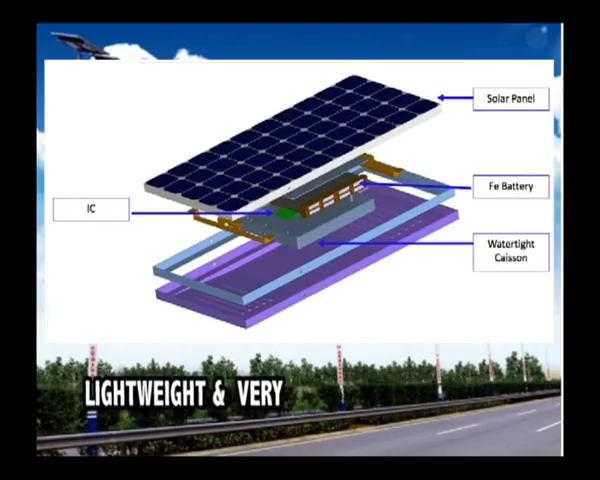 Solar Panel
Fe Battery
IC
Watertight
Caisson
LIGHTWEIGHT & VERY